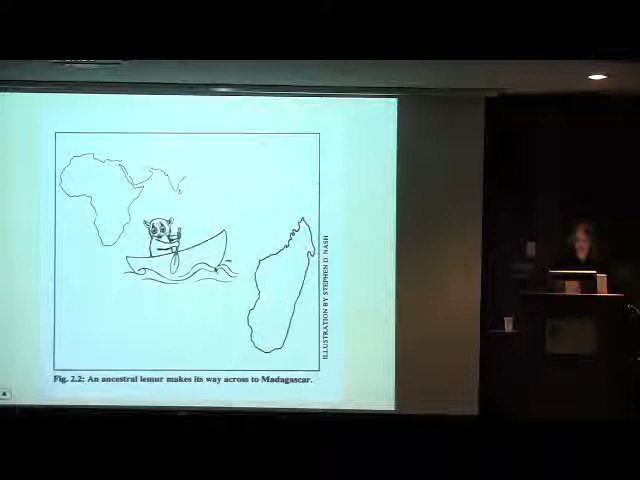 ILLUSTRATION BY STEPHEN D. NASH
Fig. 2.2: An ancestral lemur makes its way across to Madagascar.